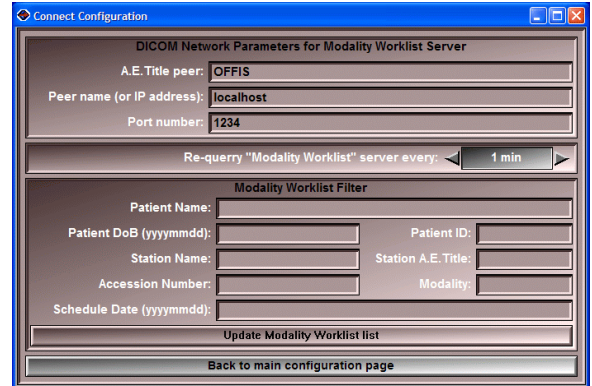 Connect Configuration
DICOM Network Parameters for Modality Worklist Server
A.E.Title peer: OFFIS
Peer name (or IP address): localhost
Port number: 1234
Re-querry "Modality Worklist" server every: 1 min
Modality Worklist Filter
Patient Name:
Patient DoB (yyyymmdd): Patient ID:
Station Name: Station A.E.Title:
Accession Number: Modality:
Schedule Date (yyyymmdd):
Update Modality Worklist list
Back to main configuration page